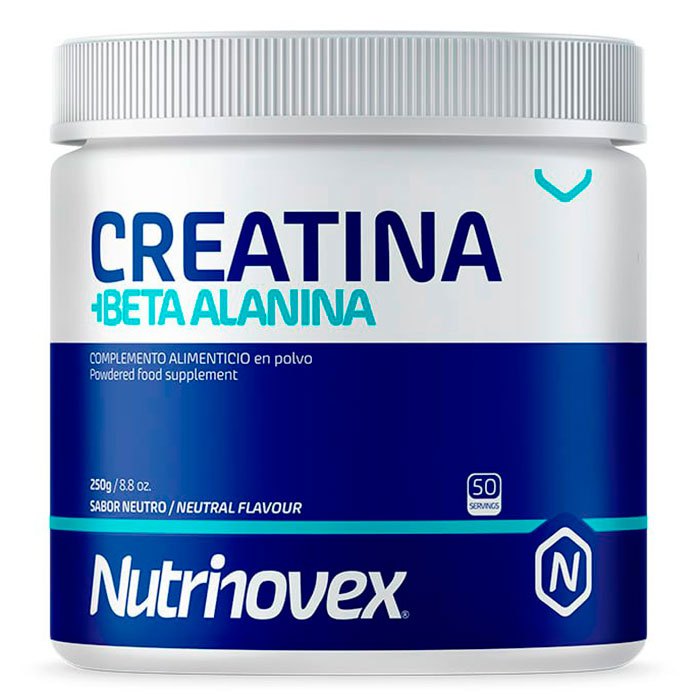 CREATINA
+BETA ALANINA
COMPLEMENTO ALIMENTICIO en polvo
Powdered food supplement
250g / 8.8 oz.
SABOR NEUTRO / NEUTRAL FLAVOUR
50
SERVINGS
Nutrinovex®
N